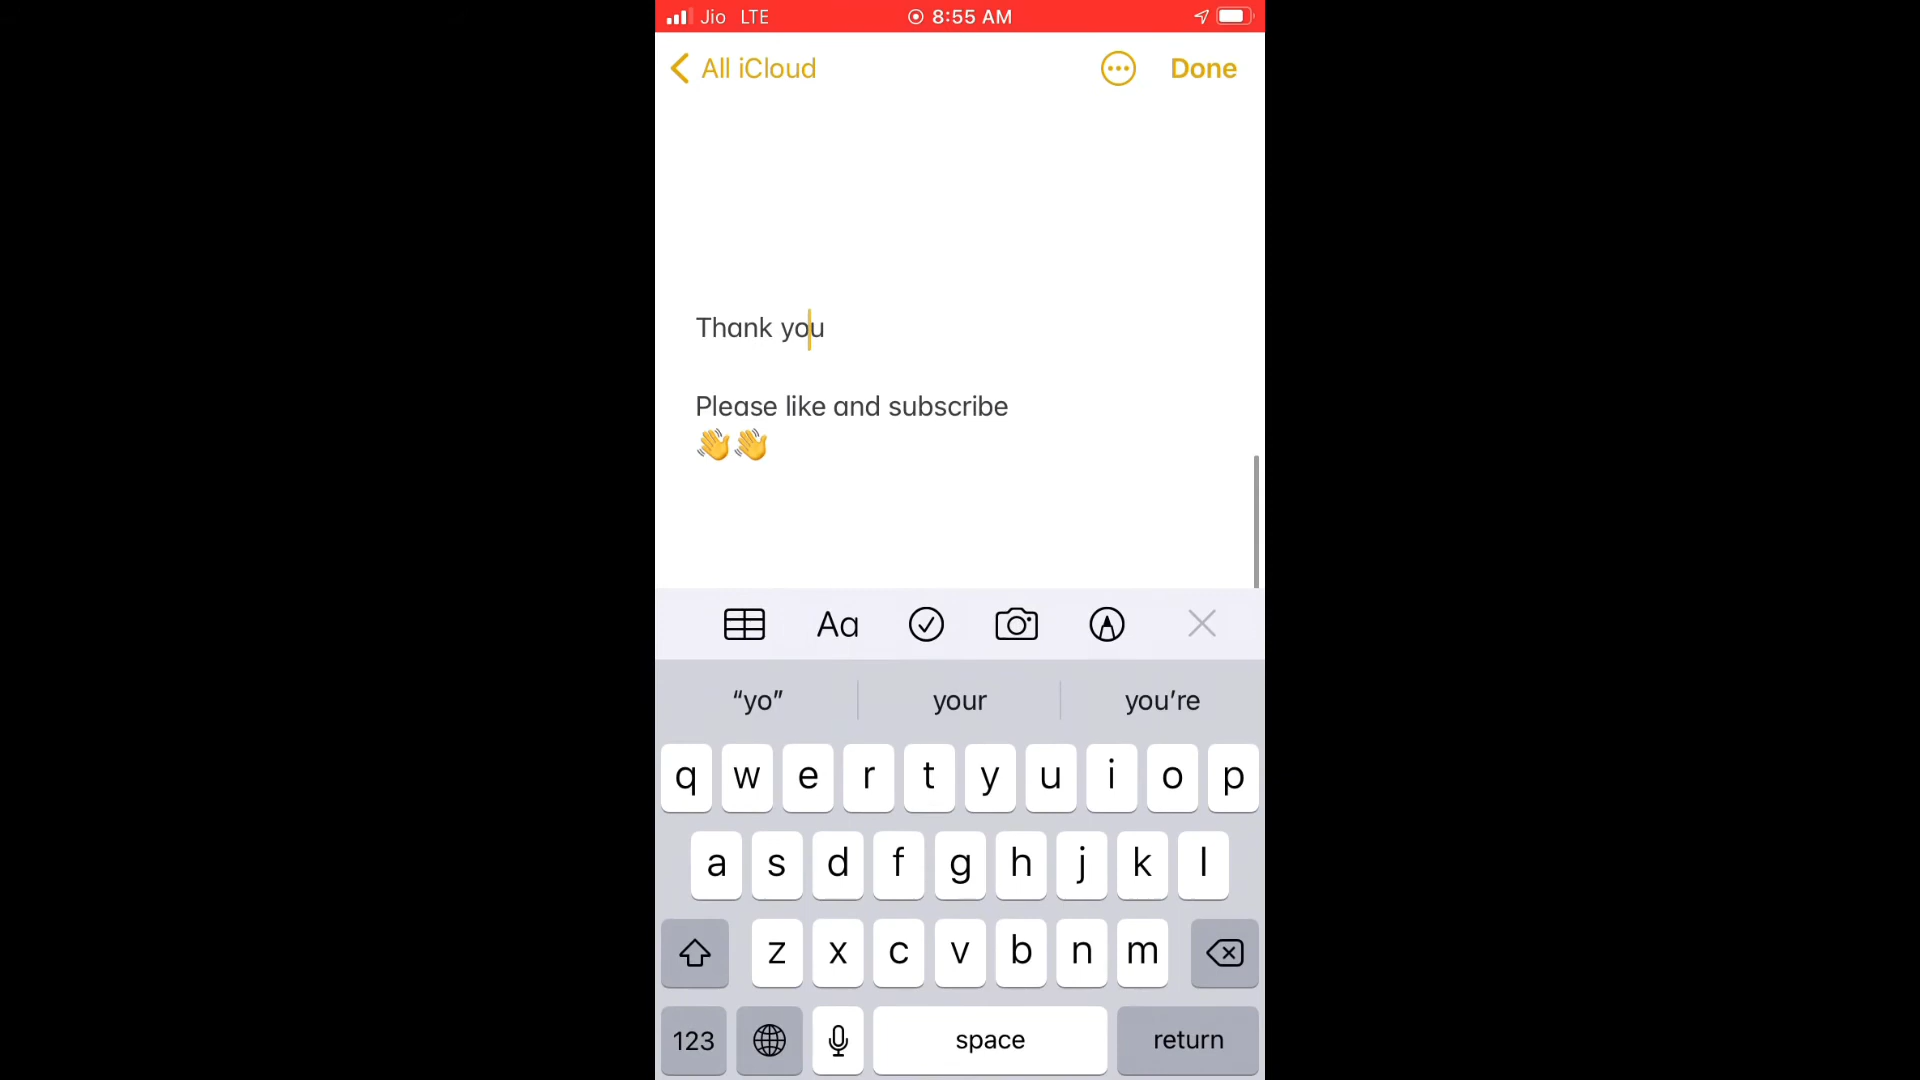 Jio LTE 8:55 AM
All iCloud Done
Thank you
Please like and subscribe
👋👋
Aa
“yo” your you’re
q w e r t y u i o p
a s d f g h j k l
z x c v b n m
123 space return